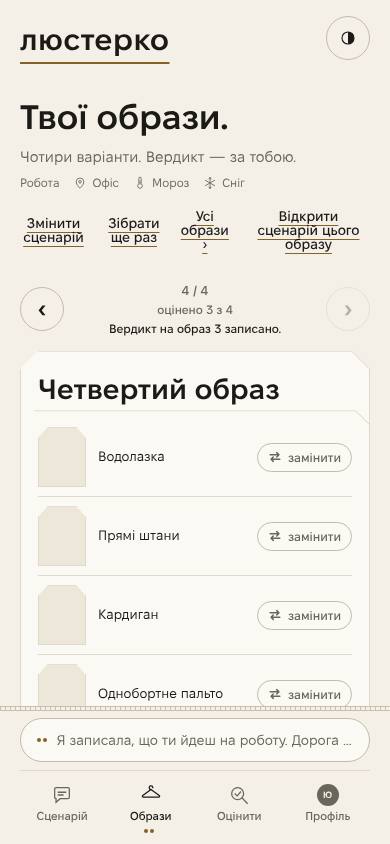 люстерко
Твої образи.
Чотири варіанти. Вердикт — за тобою.
Робота Офіс Мороз Сніг
Змінити сценарій
Зібрати ще раз
Усі образи ›
Відкрити сценарій цього образу
4 / 4
оцінено 3 з 4
Вердикт на образ 3 записано.
Четвертий образ
Водолазка замінити
Прямі штани замінити
Кардиган замінити
Однобортне пальто замінити
Я записала, що ти йдеш на роботу. Дорога ...
Ю
Сценарій Образи Оцінити Профіль